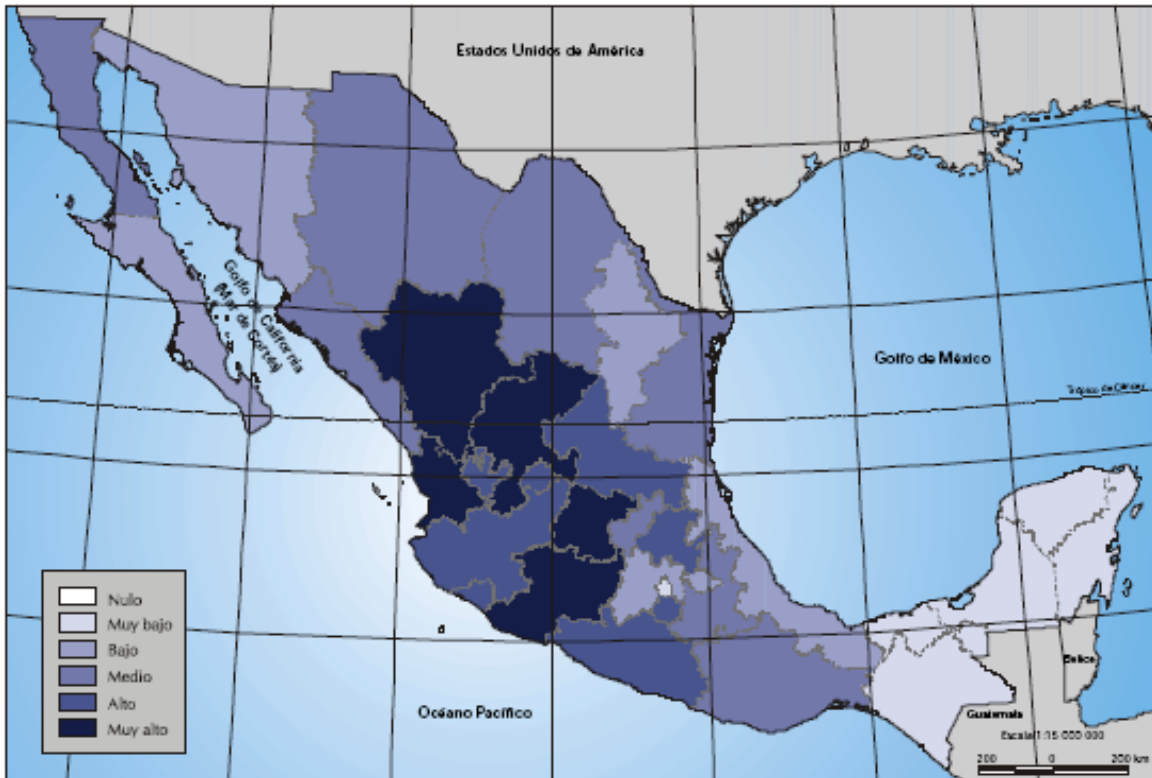 Estados Unidos de América
Golfo de California
(Mar de Cortés)
Golfo de México
Trópico de Cáncer
Nulo
Muy bajo
Bajo
Medio
Alto
Muy alto
Océano Pacífico
Belice
Guatemala
Escala 1:15 000 000
200 0 200 km